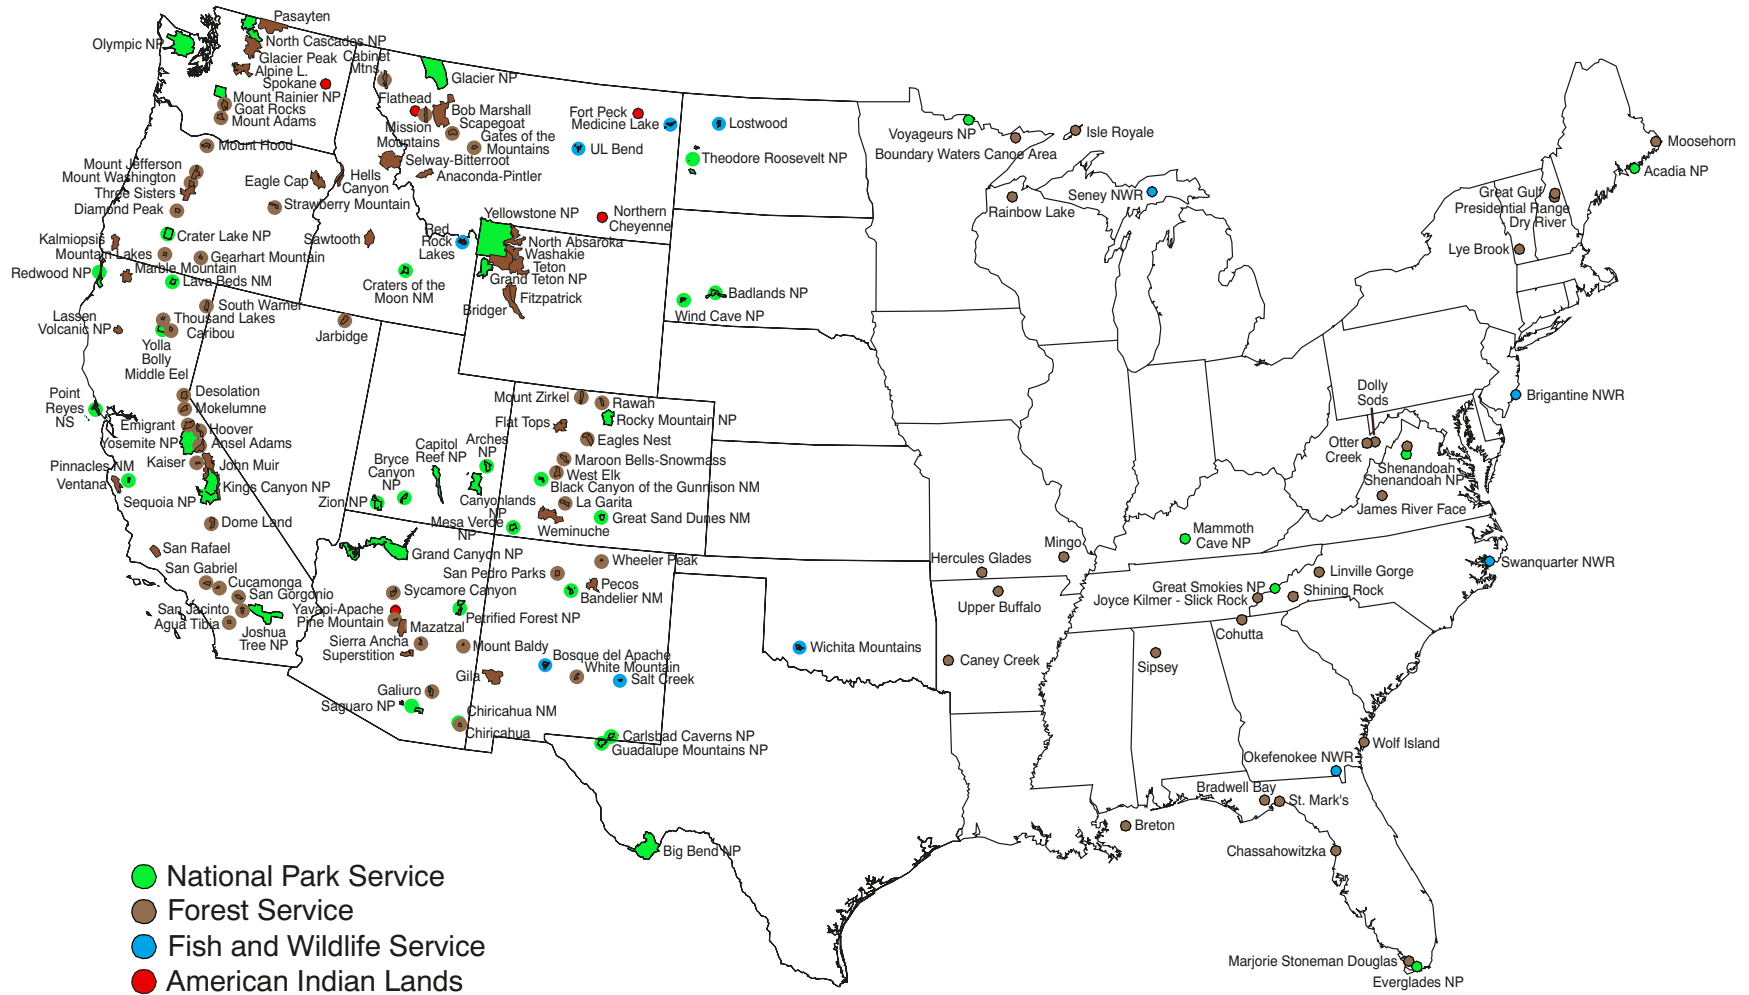 Pasayten
Olympic NP
North Cascades NP
Glacier Peak
Alpine L.
Spokane
Mount Rainier NP
Goat Rocks
Mount Adams
Mount Hood
Mount Jefferson
Mount Washington
Three Sisters
Diamond Peak
Eagle Cap
Hells
Canyon
Strawberry Mountain
Kalmiopsis
Crater Lake NP
Mountain Lakes
Gearhart Mountain
Redwood NP
Marble Mountain
Lava Beds NM
South Warner
Lassen
Volcanic NP
Thousand Lakes
Caribou
Yolla
Bolly
Middle Eel
Jarbidge
Cabinet
Mtns
Glacier NP
Flathead
Bob Marshall
Scapegoat
Mission
Mountains
Gates of the
Mountains
Selway-Bitterroot
Anaconda-Pintler
Fort Peck
Medicine Lake
UL Bend
Lostwood
Theodore Roosevelt NP
Sawtooth
Craters of the
Moon NM
Red
Rock
Lakes
Yellowstone NP
Northern
Cheyenne
North Absaroka
Washakie
Teton
Grand Teton NP
Fitzpatrick
Bridger
Badlands NP
Wind Cave NP
Voyageurs NP
Boundary Waters Canoe Area
Isle Royale
Seney NWR
Rainbow Lake
Moosehorn
Acadia NP
Great Gulf
Presidential Range
Dry River
Lye Brook
Brigantine NWR
Dolly
Sods
Otter
Creek
Shenandoah
Shenandoah NP
James River Face
Swanquarter NWR
Mammoth
Cave NP
Mingo
Hercules Glades
Upper Buffalo
Great Smokies NP
Joyce Kilmer - Slick Rock
Linville Gorge
Shining Rock
Cohutta
Sipsey
Caney Creek
Wichita Mountains
Wolf Island
Okefenokee NWR
Bradwell Bay
St. Mark's
Breton
Chassahowitzka
Marjorie Stoneman Douglas
Everglades NP
Point
Reyes
NS
Desolation
Mokelumne
Emigrant
Hoover
Yosemite NP
Ansel Adams
Kaiser
John Muir
Pinnacles NM
Ventana
Kings Canyon NP
Sequoia NP
Dome Land
San Rafael
San Gabriel
Cucamonga
San Gorgonio
San Jacinto
Agua Tibia
Joshua
Tree NP
Mount Zirkel
Rawah
Flat Tops
Rocky Mountain NP
Eagles Nest
Maroon Bells-Snowmass
West Elk
Black Canyon of the Gunnison NM
La Garita
Great Sand Dunes NM
Weminuche
Mesa Verde
NP
Arches
NP
Capitol
Reef NP
Bryce
Canyon
NP
Zion NP
Canyonlands
NP
Grand Canyon NP
Sycamore Canyon
Yavapi-Apache
Pine Mountain
Mazatzal
Sierra Ancha
Superstition
Petrified Forest NP
Mount Baldy
Galiuro
Saguaro NP
Chiricahua NM
Chiricahua
Gila
San Pedro Parks
Wheeler Peak
Pecos
Bandelier NM
Bosque del Apache
White Mountain
Salt Creek
Carlsbad Caverns NP
Guadalupe Mountains NP
Big Bend NP
National Park Service
Forest Service
Fish and Wildlife Service
American Indian Lands